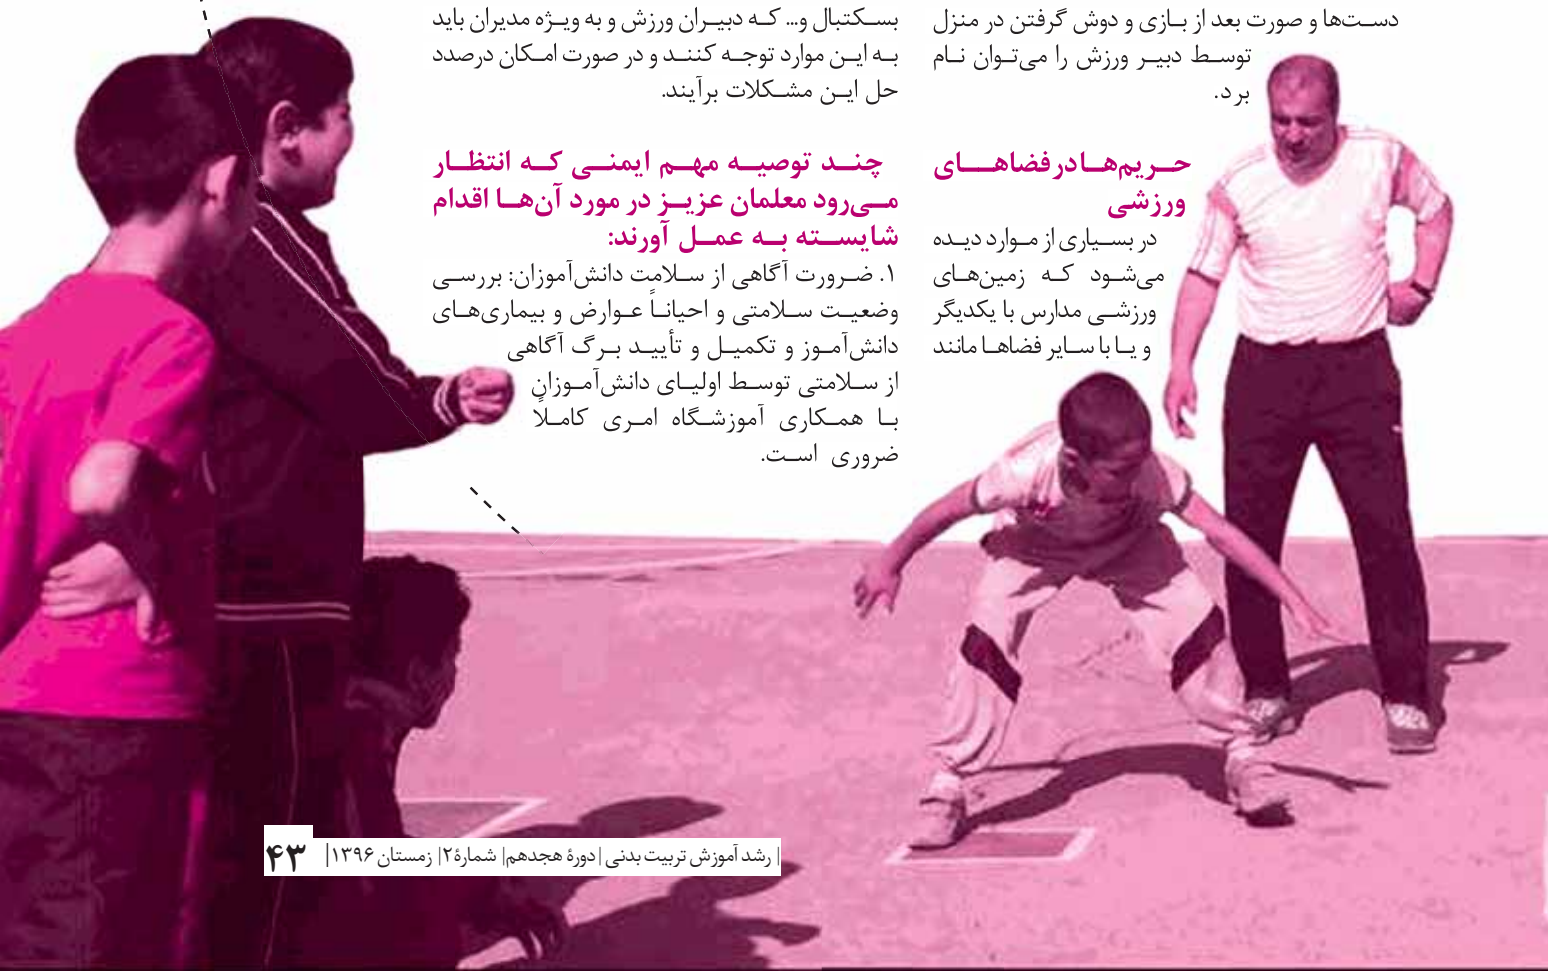 دست‌ها و صورت بعد از بازی و دوش گرفتن در منزل
توسط دبیر ورزش را می‌توان نام
برد.
حریم‌ها در فضاهای
ورزشی
در بسیاری از موارد دیده
می‌شود که زمین‌های
ورزشی مدارس با یکدیگر
و یا با سایر فضاها مانند
بسکتبال و... که دبیران ورزش و به ویژه مدیران باید
به این موارد توجه کنند و در صورت امکان درصدد
حل این مشکلات برآیند.
چند توصیه مهم ایمنی که انتظار
می‌رود معلمان عزیز در مورد آن‌ها اقدام
شایسته به عمل آورند:
۱. ضرورت آگاهی از سلامت دانش‌آموزان: بررسی
وضعیت سلامتی و احیاناً عوارض و بیماری‌های
دانش‌آموز و تکمیل و تأیید برگ آگاهی
از سلامتی توسط اولیای دانش‌آموزان
با همکاری آموزشگاه امری کاملاً
ضروری است.
| رشد آموزش تربیت بدنی | دورهٔ هجدهم | شمارهٔ ۲ | زمستان ۱۳۹۶ | ۴۳